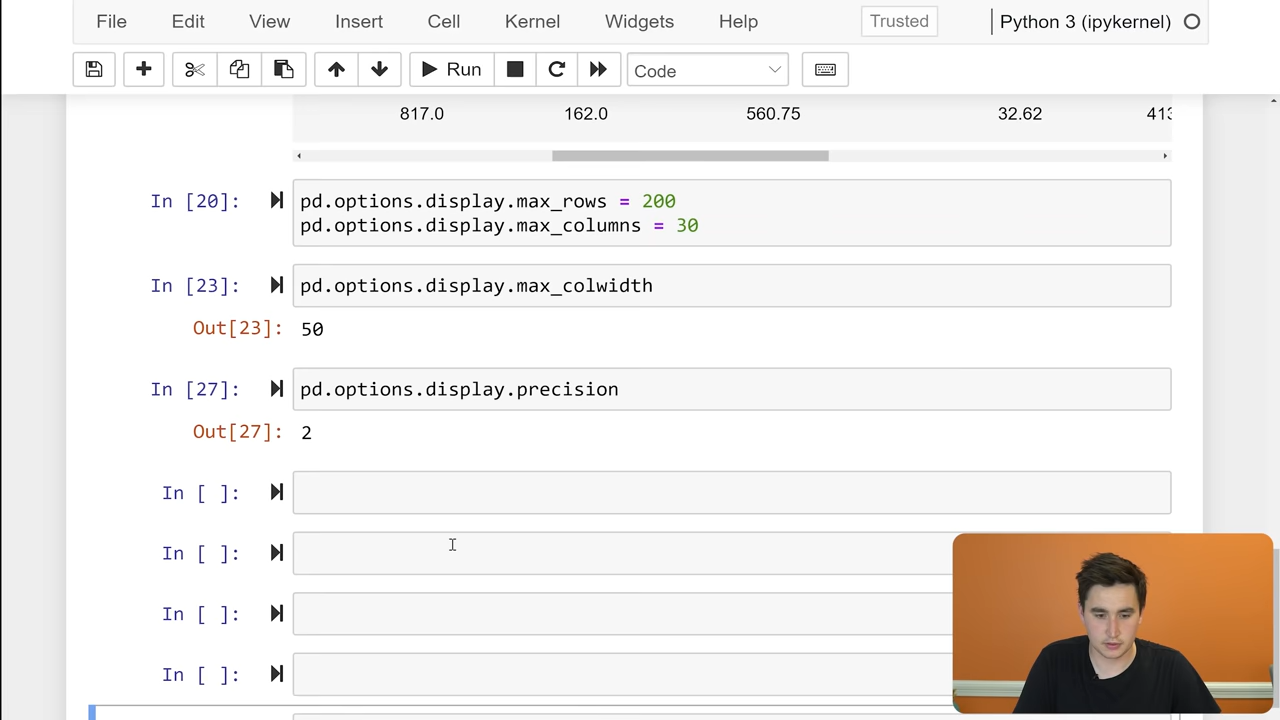 File Edit View Insert Cell Kernel Widgets Help Trusted Python 3 (ipykernel)
Run Code
817.0 162.0 560.75 32.62 413
In [20]: pd.options.display.max_rows = 200
pd.options.display.max_columns = 30
In [23]: pd.options.display.max_colwidth
Out[23]: 50
In [27]: pd.options.display.precision
Out[27]: 2
In [ ]:
In [ ]:
In [ ]:
In [ ]: